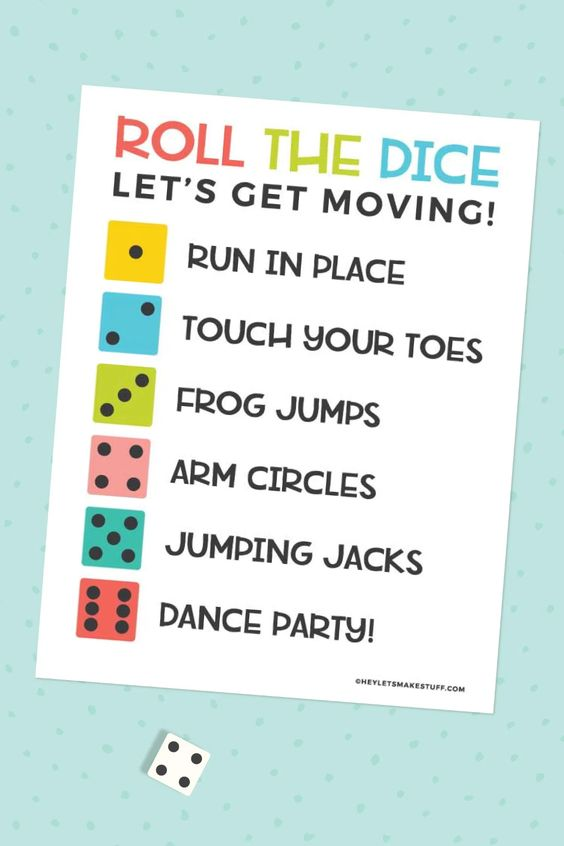 ROLL THE DICE
LET'S GET MOVING!
RUN IN PLACE
TOUCH YOUR TOES
FROG JUMPS
ARM CIRCLES
JUMPING JACKS
DANCE PARTY!
©HEYLETSMAKESTUFF.COM